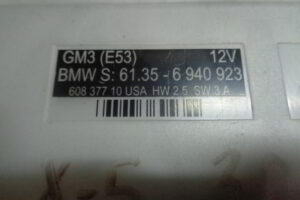 GM3 (E53) 12V
BMW S: 61.35 - 6 940 923
608 377 10 USA HW 2.5 SW 3.A